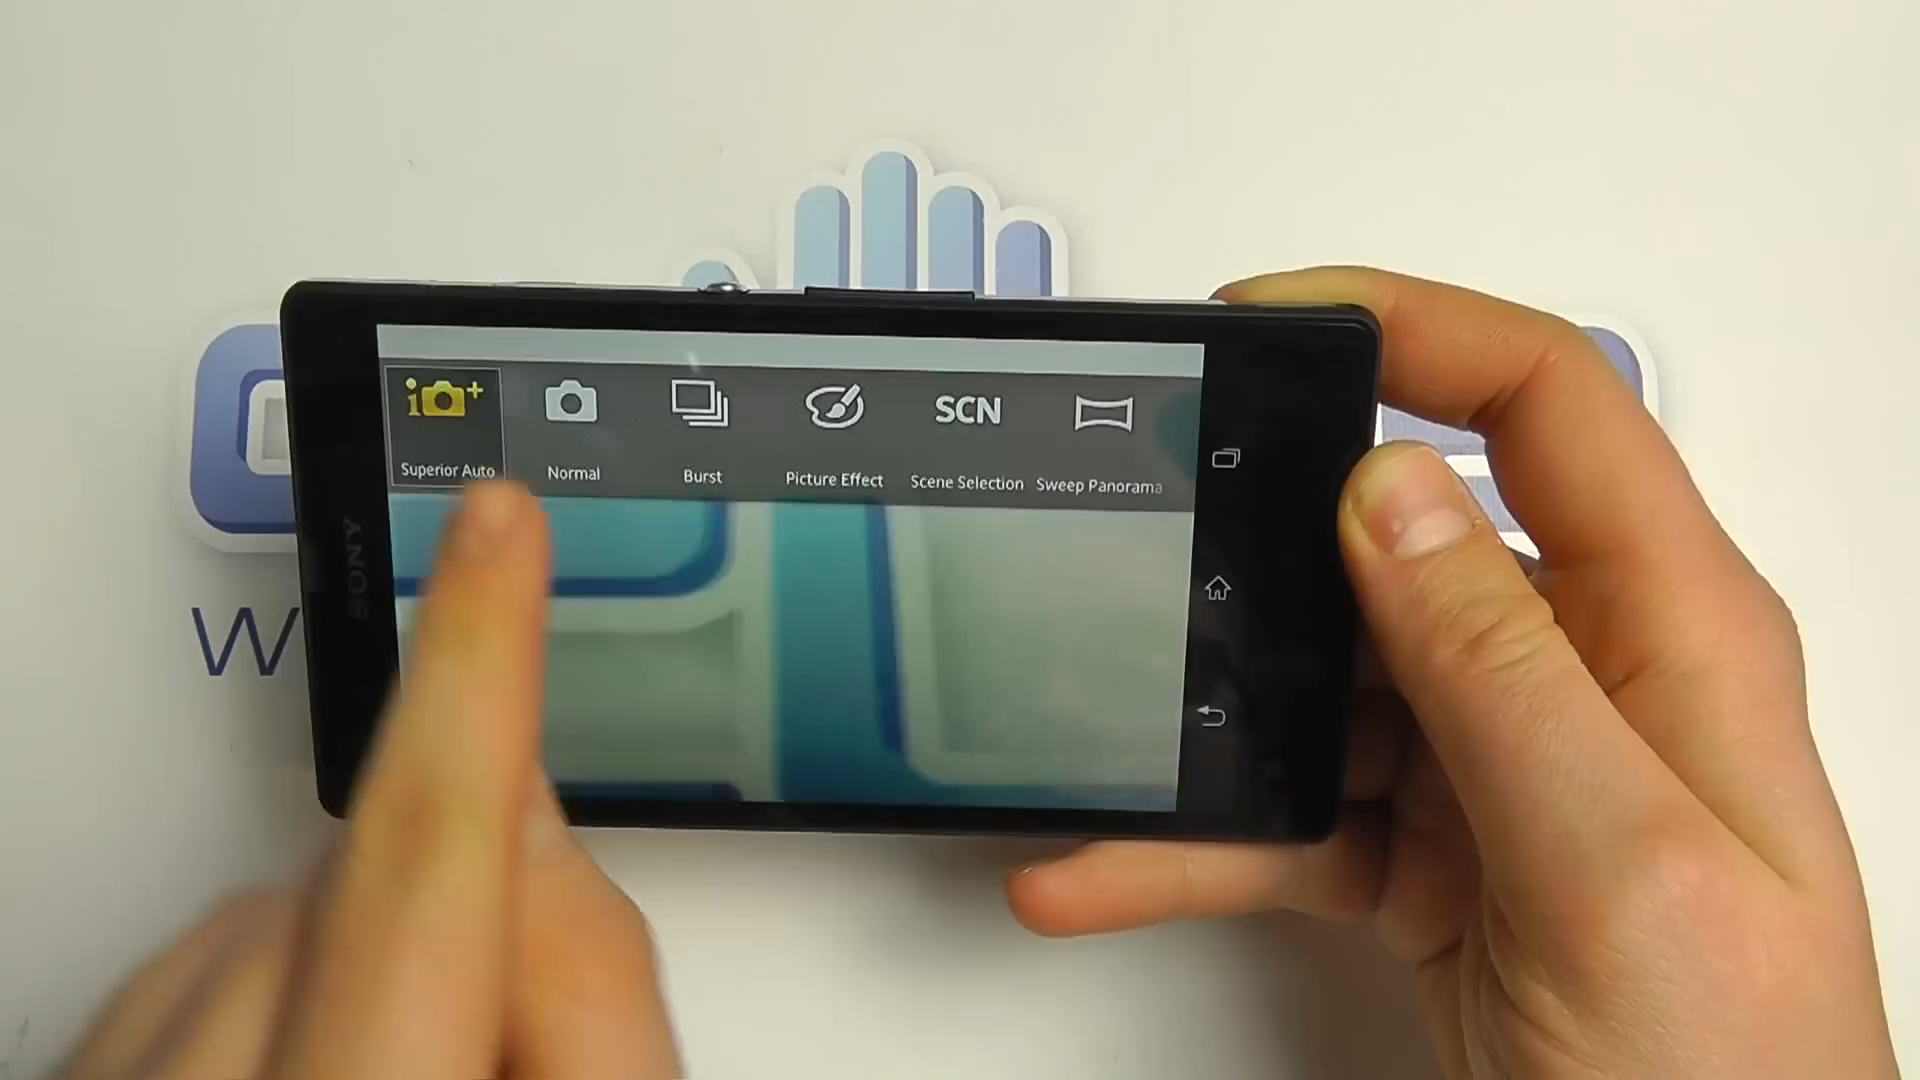 i+
Superior Auto
Normal
Burst
Picture Effect
SCN
Scene Selection
Sweep Panorama
SONY
W